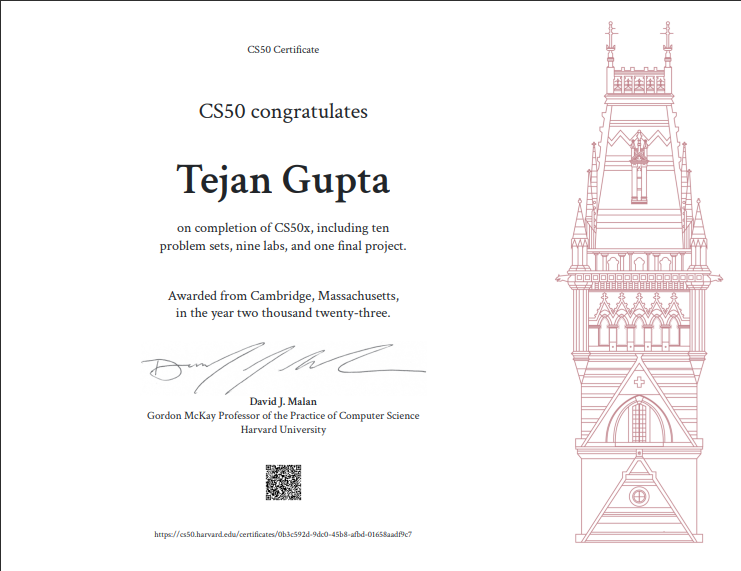 CS50 Certificate
CS50 congratulates
Tejan Gupta
on completion of CS50x, including ten
problem sets, nine labs, and one final project.
Awarded from Cambridge, Massachusetts,
in the year two thousand twenty-three.
David J. Malan
Gordon McKay Professor of the Practice of Computer Science
Harvard University
https://cs50.harvard.edu/certificates/0b3c592d-9dc0-45b8-afbd-01658aadf9c7